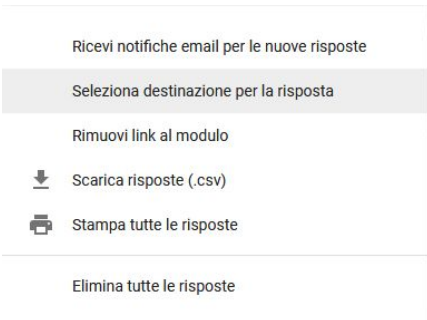 Ricevi notifiche email per le nuove risposte
Seleziona destinazione per la risposta
Rimuovi link al modulo
Scarica risposte (.csv)
Stampa tutte le risposte
Elimina tutte le risposte